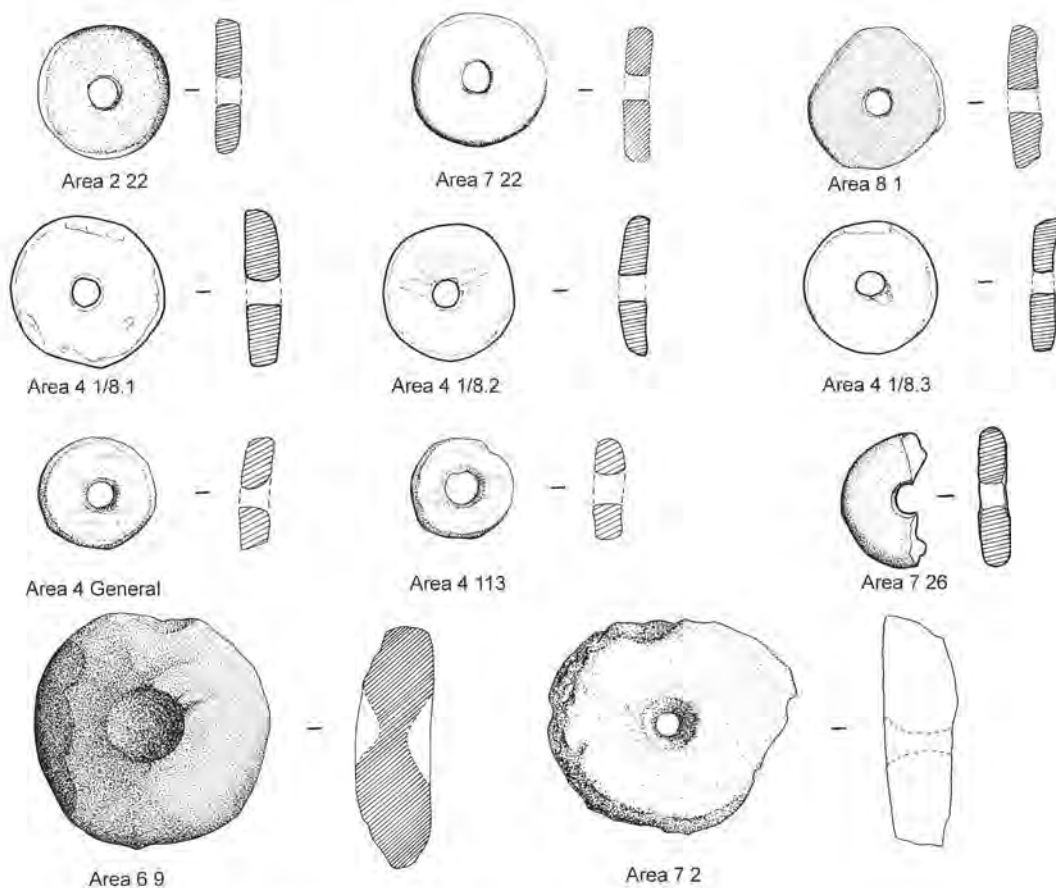 Area 2 22
Area 7 22
Area 8 1
Area 4 1/8.1
Area 4 1/8.2
Area 4 1/8.3
Area 4 General
Area 4 113
Area 7 26
Area 6 9
Area 7 2